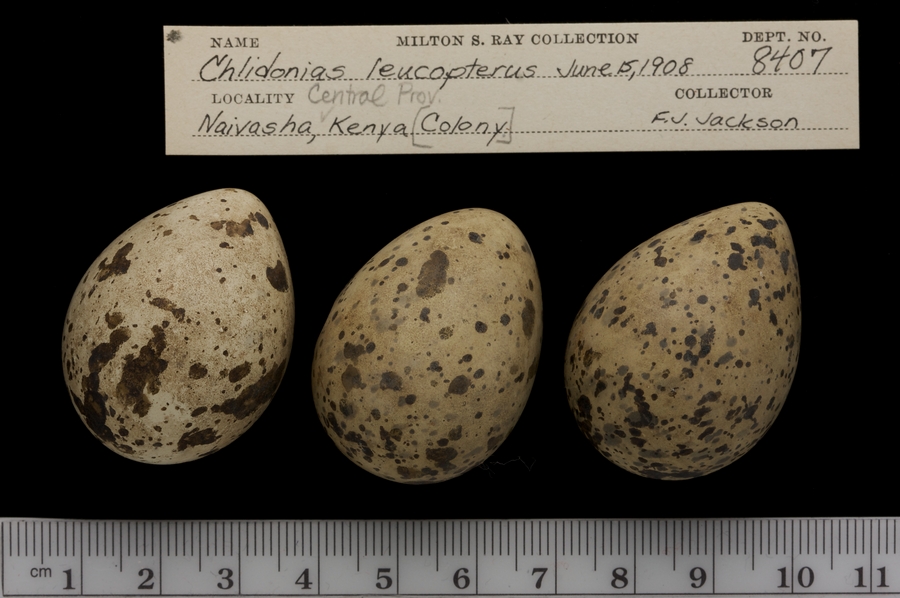 NAME MILTON S. RAY COLLECTION DEPT. NO.
Chlidonias leucopterus June 15, 1908 8407
LOCALITY Central Prov. COLLECTOR
Naivasha, Kenya [Colony] F.J. Jackson
cm 1 2 3 4 5 6 7 8 9 10 11